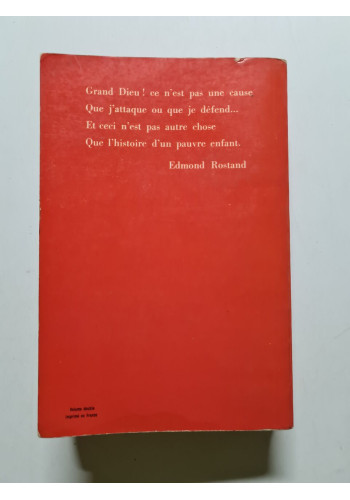 Grand Dieu ! ce n'est pas une cause
Que j'attaque ou que je défend...
Et ceci n'est pas autre chose
Que l'histoire d'un pauvre enfant.
Edmond Rostand